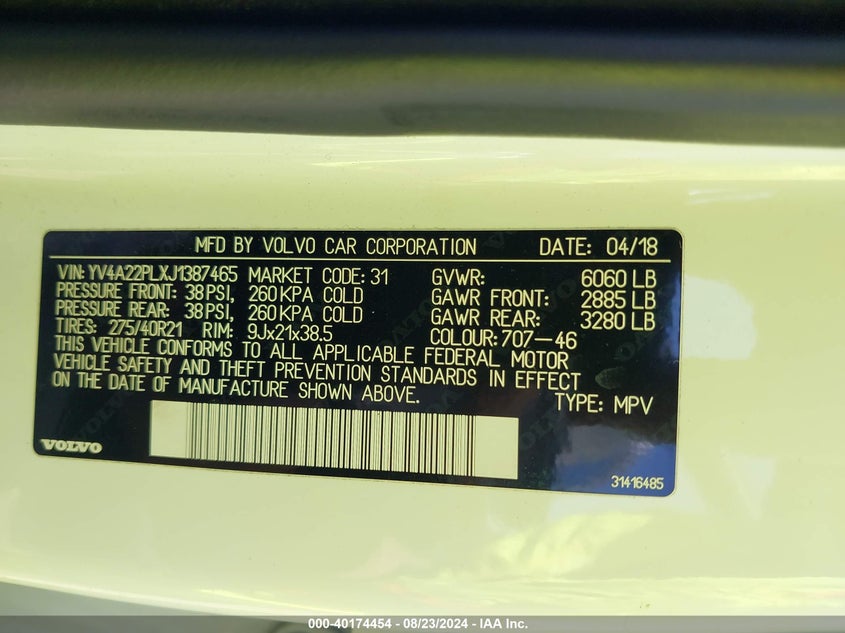 MFD BY VOLVO CAR CORPORATION DATE: 04/18
VIN: YV4A22PLXJ1387465 MARKET CODE: 31 GVWR: 6060 LB
PRESSURE FRONT: 38 PSI, 260 KPA COLD GAWR FRONT: 2885 LB
PRESSURE REAR: 38 PSI, 260 KPA COLD GAWR REAR: 3280 LB
TIRES: 275/40R21 RIM: 9Jx21x38.5 COLOUR: 707-46
THIS VEHICLE CONFORMS TO ALL APPLICABLE FEDERAL MOTOR
VEHICLE SAFETY AND THEFT PREVENTION STANDARDS IN EFFECT
ON THE DATE OF MANUFACTURE SHOWN ABOVE.
TYPE: MPV
VOLVO
31416485
000-40174454 - 08/23/2024 - IAA Inc.